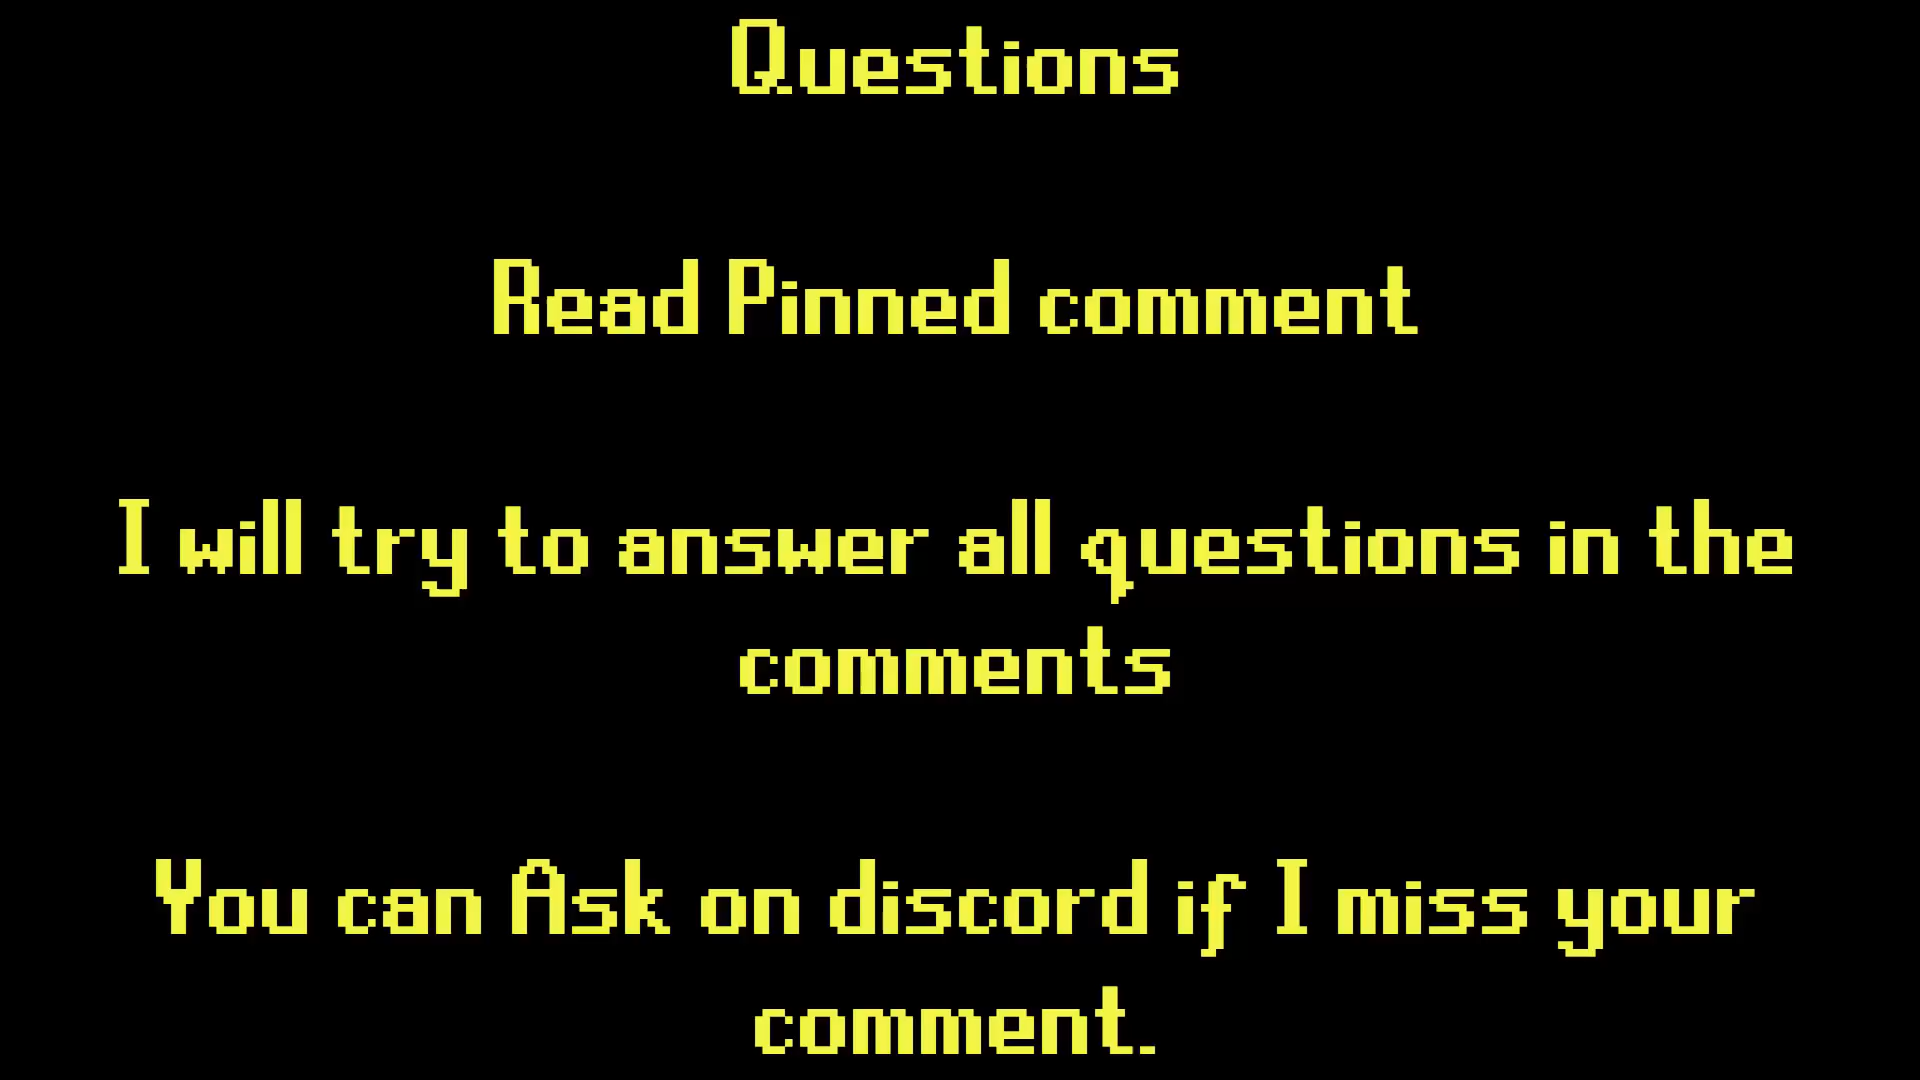 Questions
Read Pinned comment
I will try to answer all questions in the
comments
You can Ask on discord if I miss your
comment.